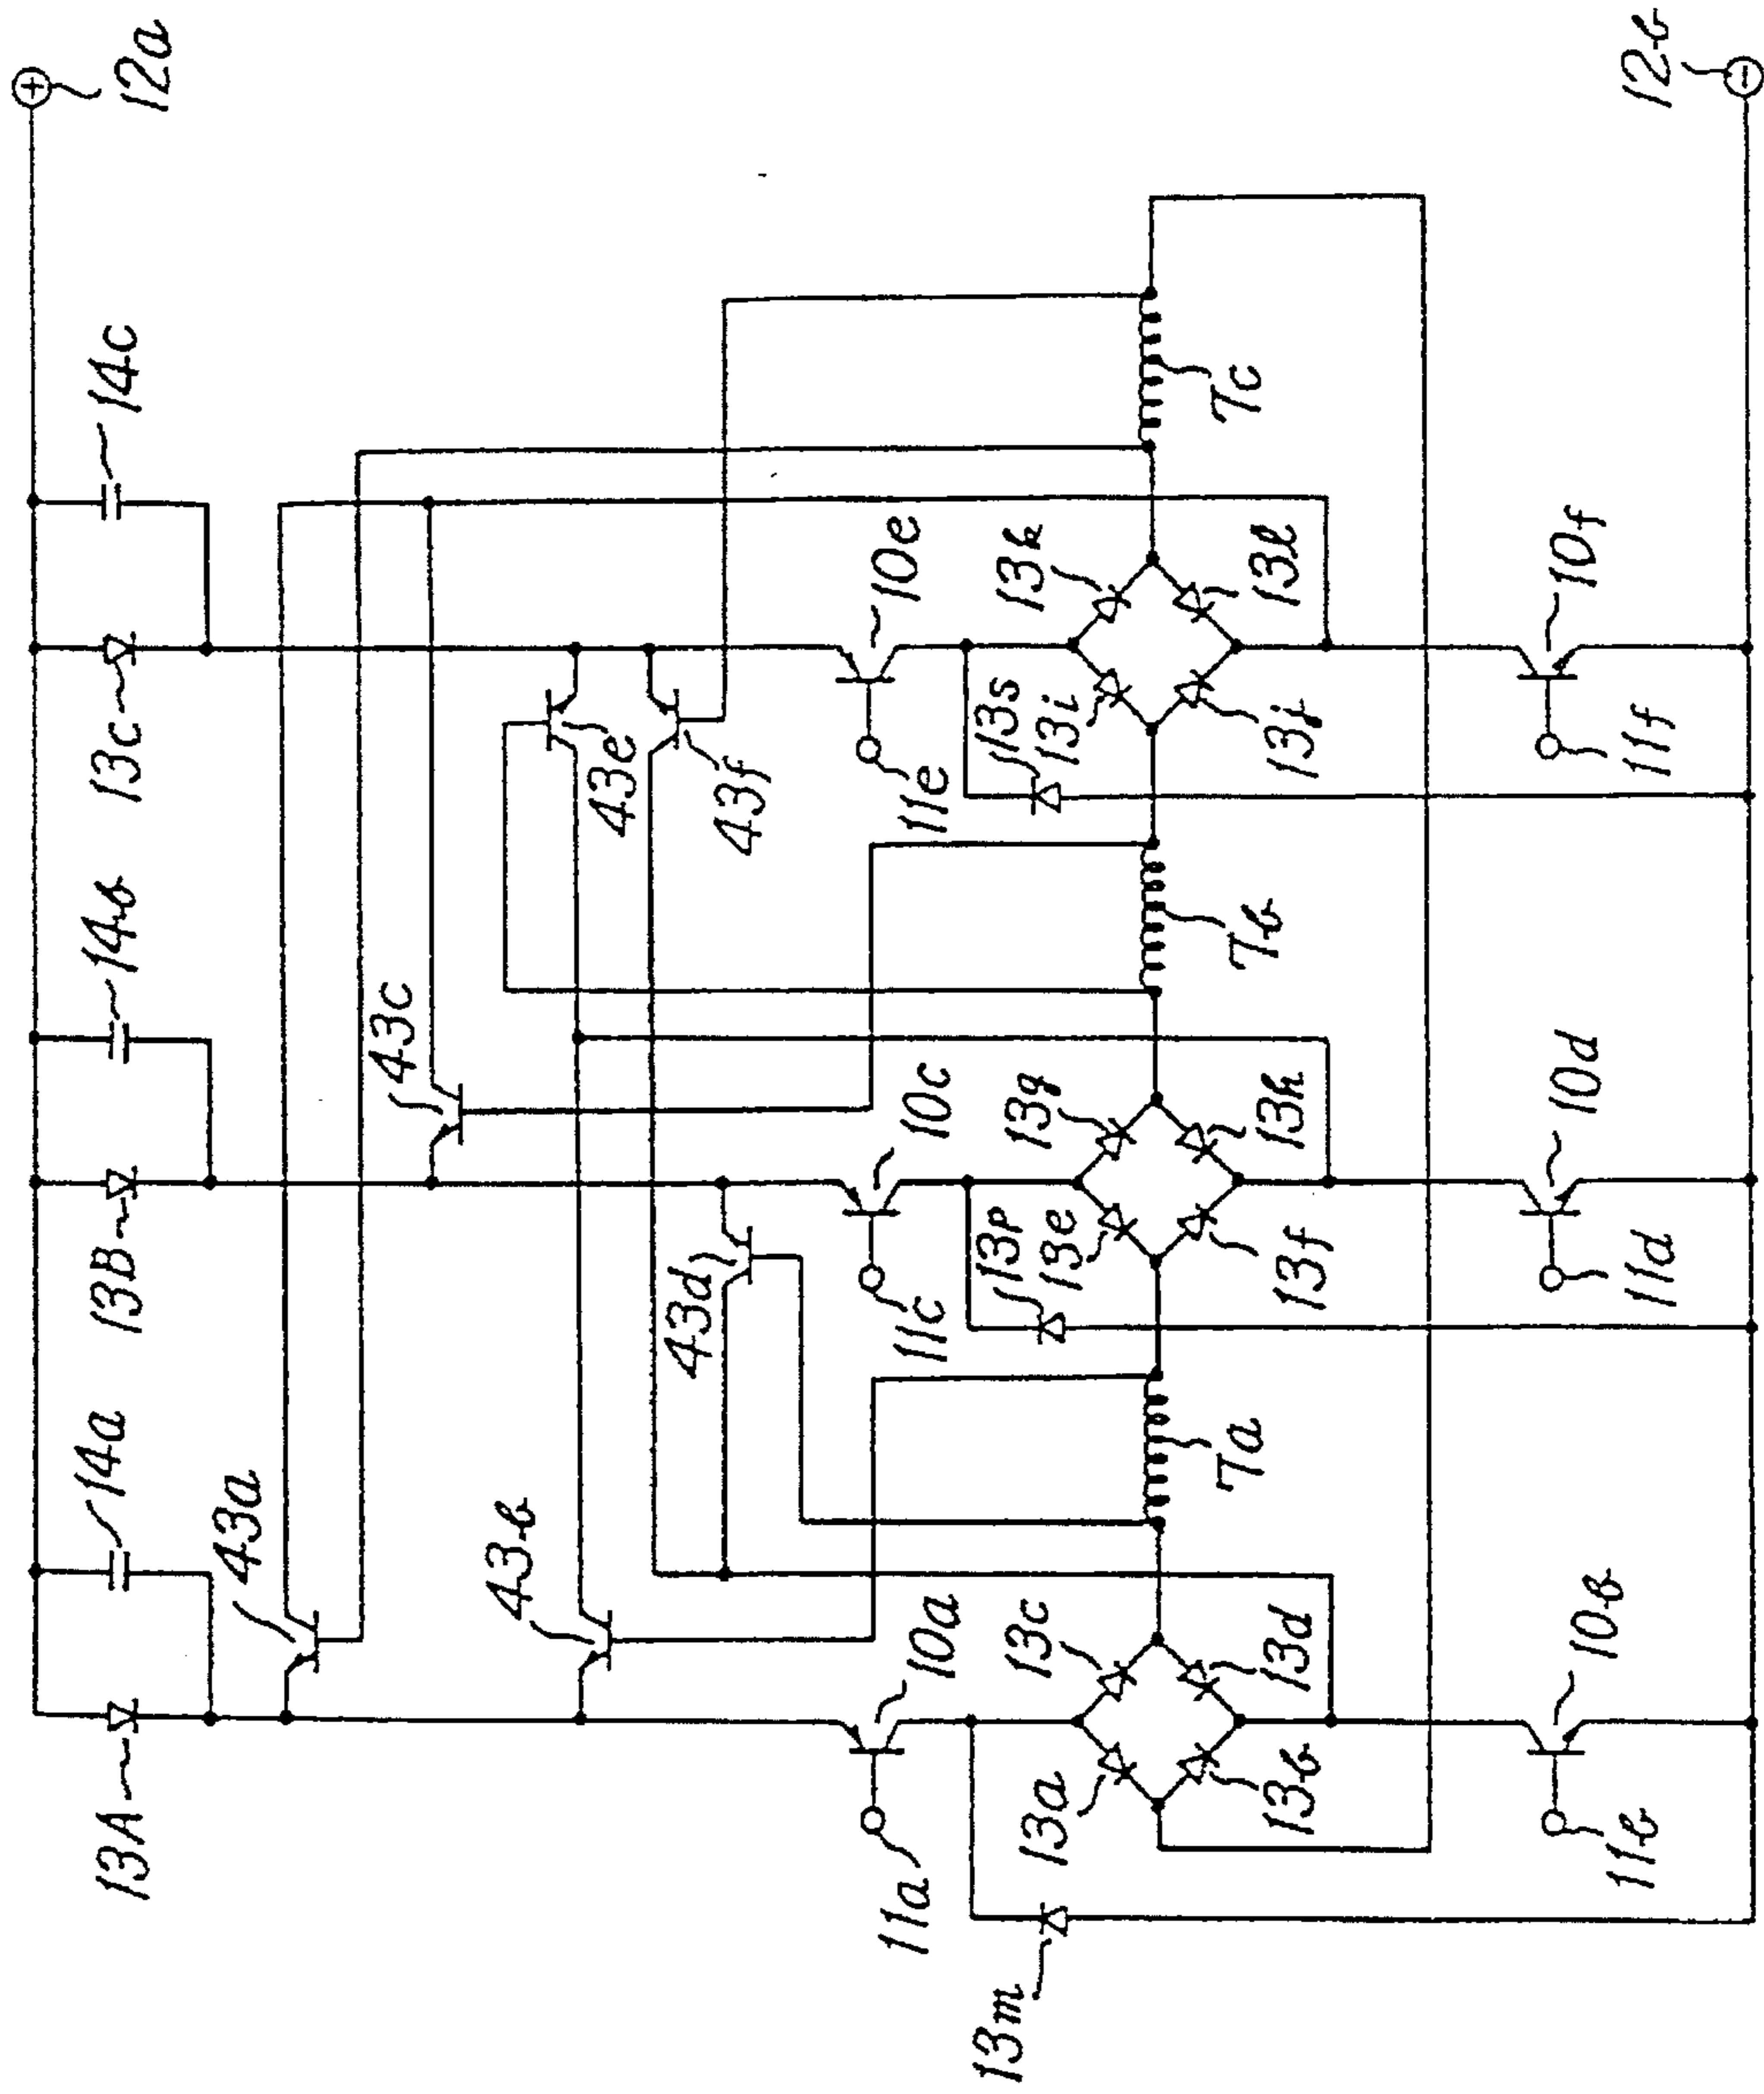 12a
14c
13c
14b
13B
14a
13A
43a
43c
43e
43f
43d
43b
10e
11e
10c
11c
10a
11a
13k
13s
13i
13l
13j
13g
13p
13e
13h
13f
13c
13d
13a
13b
13m
7c
7b
7a
10f
11f
10d
11d
10b
11b
12b
+
-